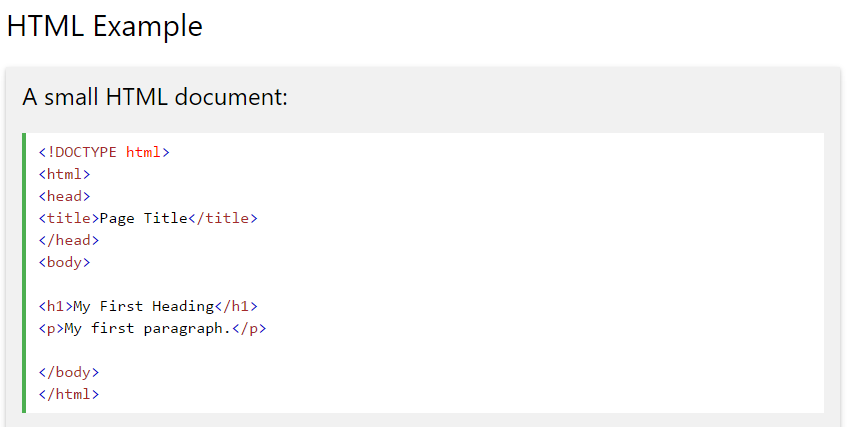 HTML Example
A small HTML document:
<!DOCTYPE html>
<html>
<head>
<title>Page Title</title>
</head>
<body>
<h1>My First Heading</h1>
<p>My first paragraph.</p>
</body>
</html>